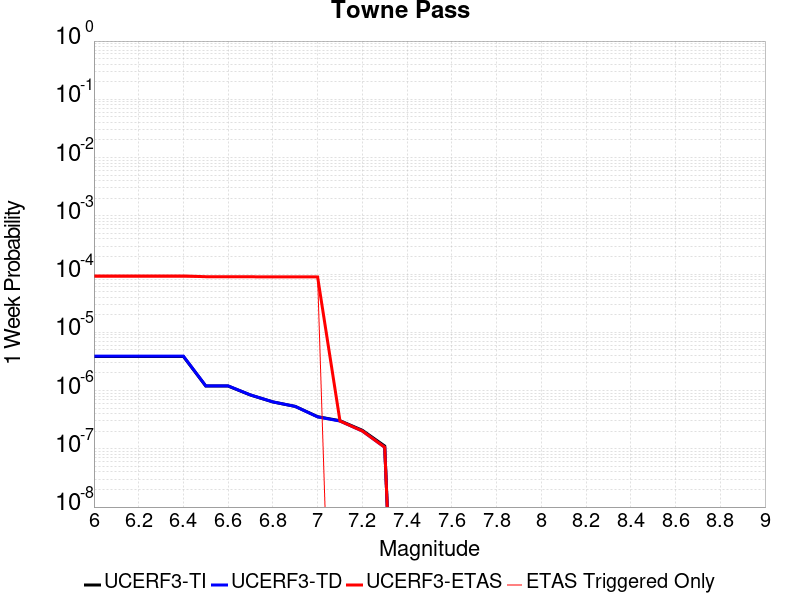 Towne Pass
10^0
10^-1
10^-2
10^-3
10^-4
10^-5
10^-6
10^-7
10^-8
1 Week Probability
6 6.2 6.4 6.6 6.8 7 7.2 7.4 7.6 7.8 8 8.2 8.4 8.6 8.8 9
Magnitude
UCERF3-TI UCERF3-TD UCERF3-ETAS ETAS Triggered Only